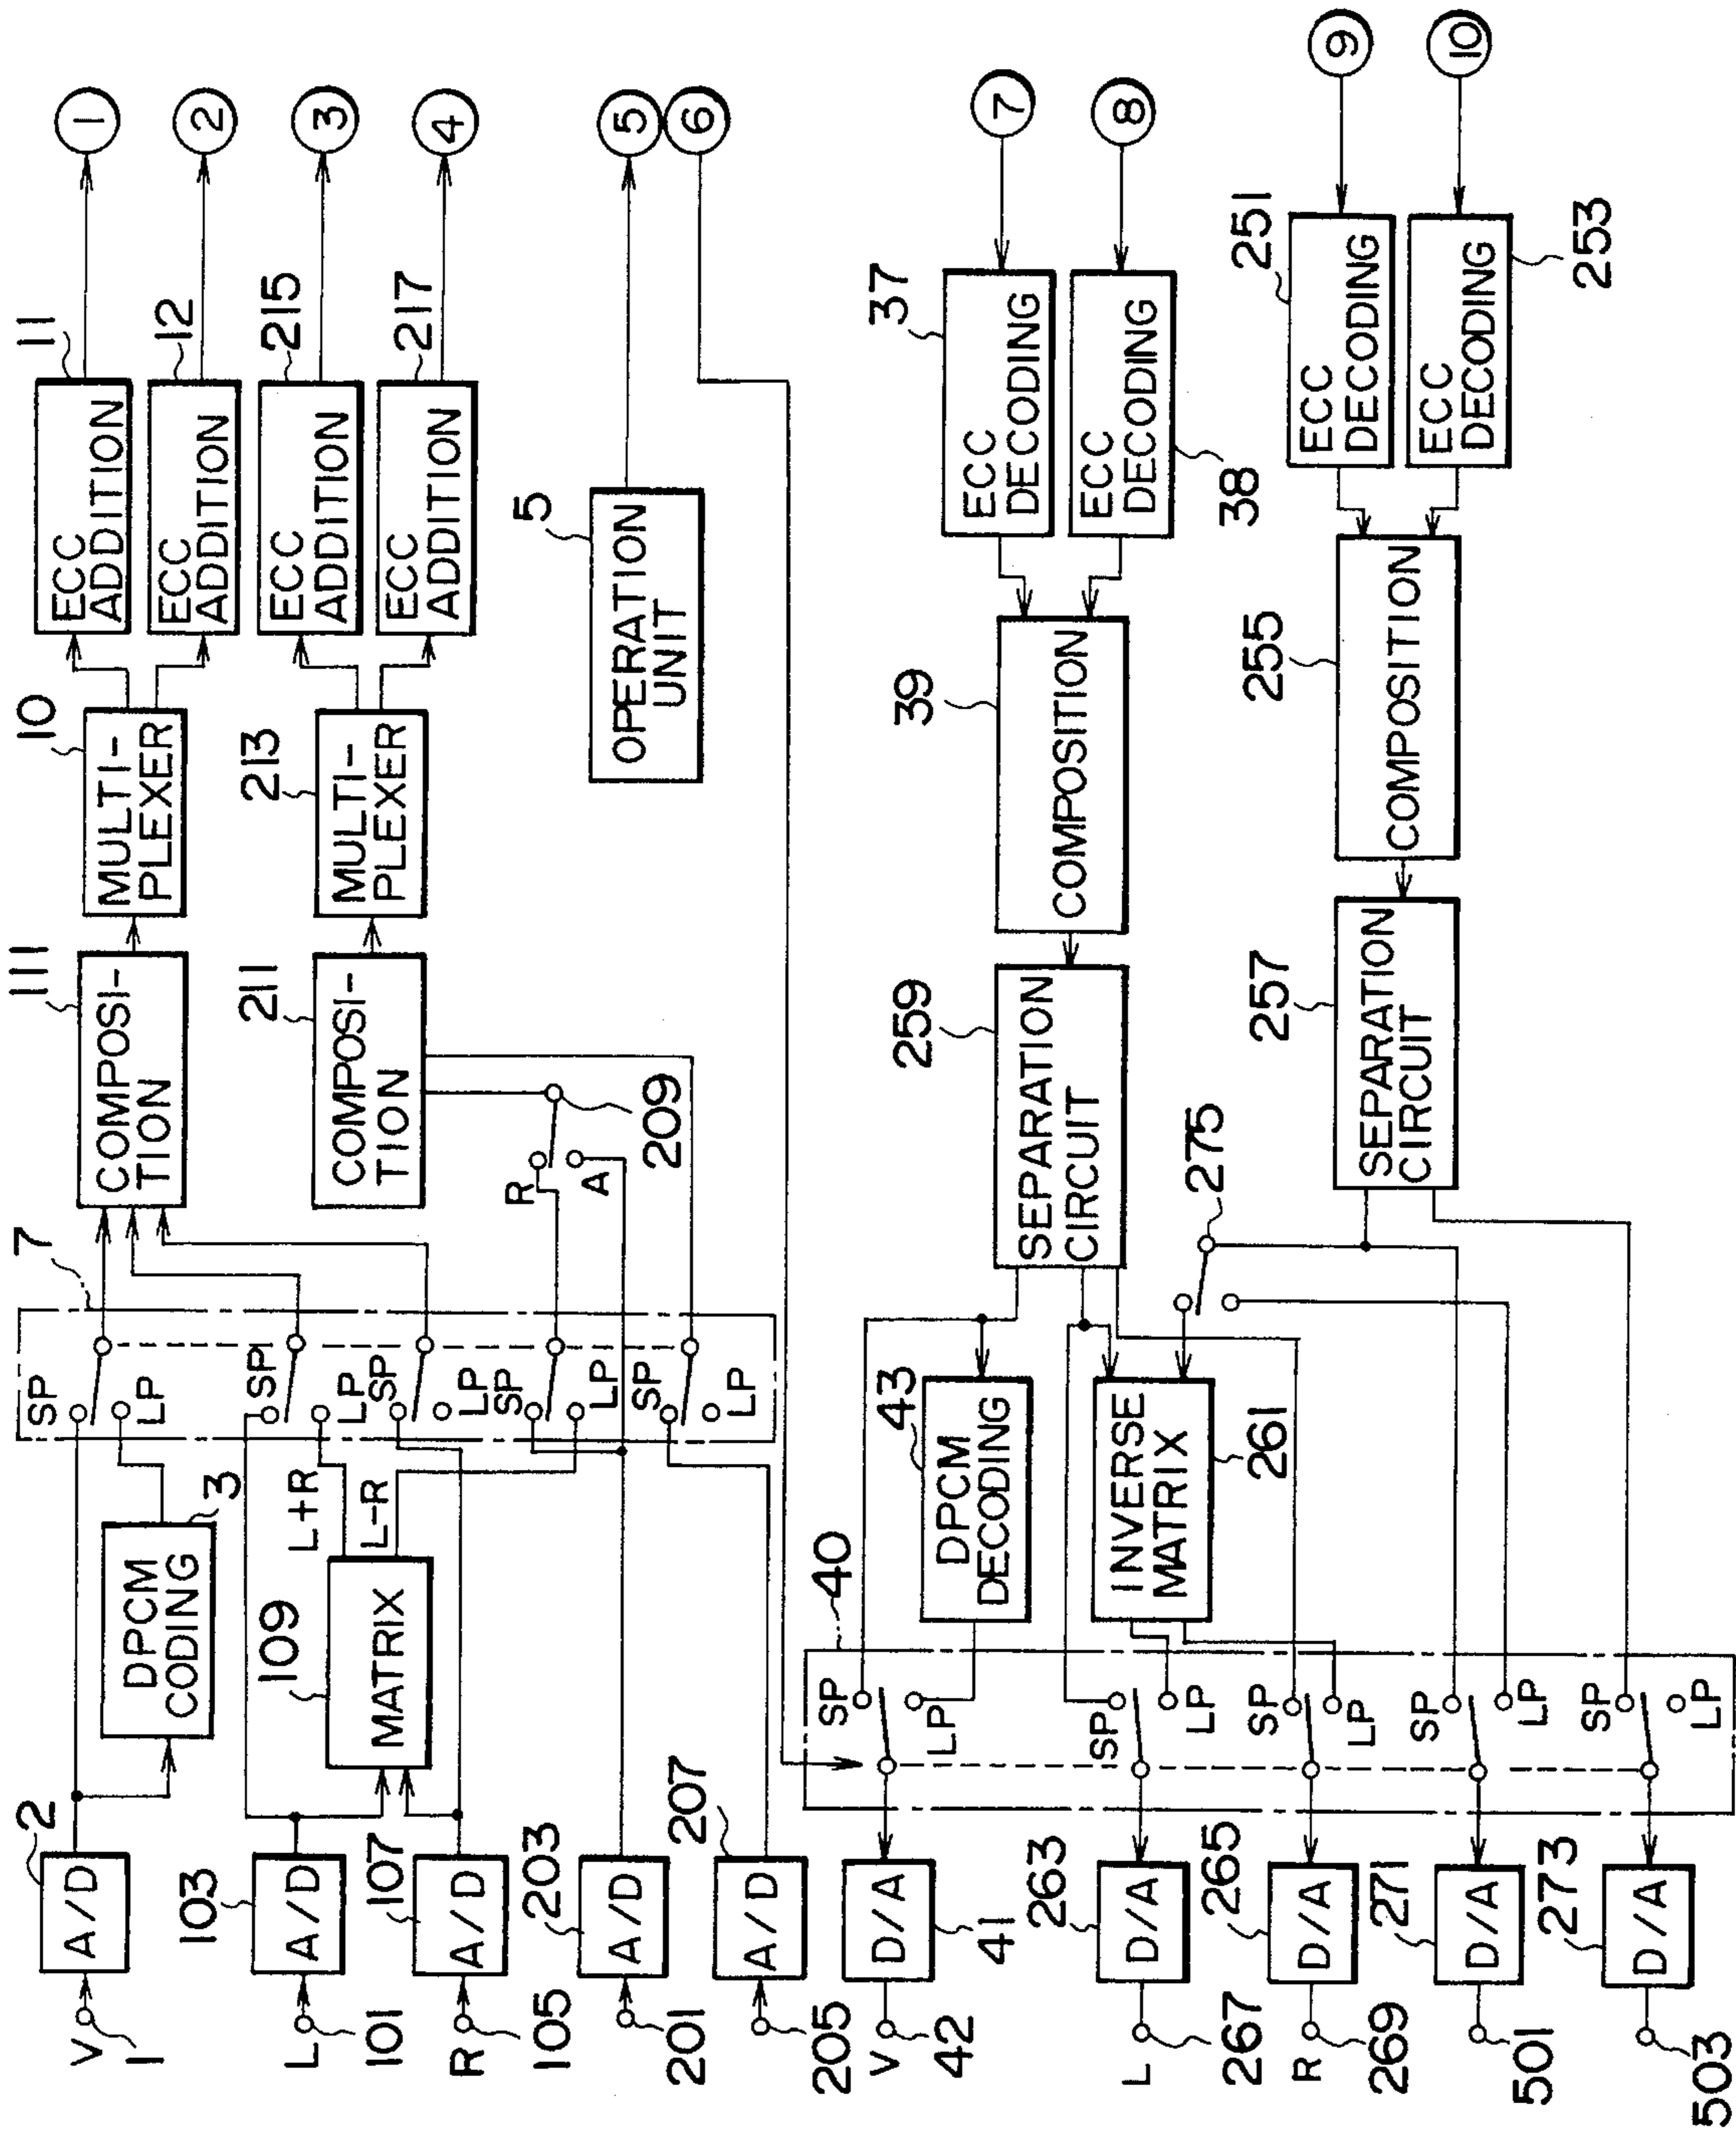 V
1
A/D
2
DPCM
CODING
3
SP
LP
7
COMPOSI-
TION
111
MULTI-
PLEXER
10
ECC
ADDITION
11
ECC
ADDITION
12
1
2
L
101
A/D
103
R
105
A/D
107
MATRIX
109
L+R
L-R
SP
LP
SP
LP
SP
LP
SP
LP
201
A/D
203
205
A/D
207
R
A
209
COMPOSI-
TION
211
MULTI-
PLEXER
213
ECC
ADDITION
215
ECC
ADDITION
217
3
4
OPERATION
UNIT
5
5
6
V
42
D/A
41
40
SP
LP
DPCM
DECODING
43
SEPARATION
CIRCUIT
259
COMPOSITION
39
ECC
DECODING
37
ECC
DECODING
38
7
8
L
267
D/A
263
SP
LP
INVERSE
MATRIX
261
275
R
269
D/A
265
SP
LP
501
D/A
271
SP
LP
503
D/A
273
SP
LP
SEPARATION
CIRCUIT
257
COMPOSITION
255
ECC
DECODING
251
ECC
DECODING
253
9
10